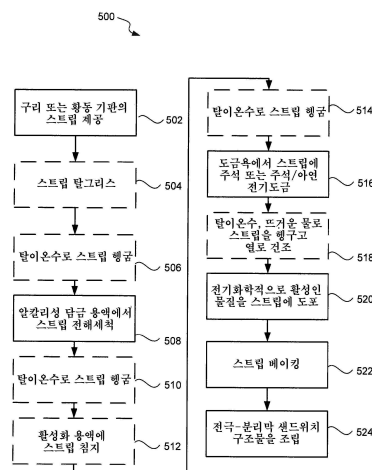 500
구리 또는 황동 기판의
스트립 제공
502
스트립 탈그리스
504
탈이온수로 스트립 헹굼
506
알칼리성 담금 용액에서
스트립 전해세척
508
탈이온수로 스트립 헹굼
510
활성화 용액에
스트립 침지
512
탈이온수로 스트립 헹굼
514
도금욕에서 스트립에
주석 또는 주석/아연
전기도금
516
탈이온수, 뜨거운 물로
스트립을 헹구고
열로 건조
518
전기화학적으로 활성인
물질을 스트립에 도포
520
스트립 베이킹
522
전극-분리막 샌드위치
구조물을 조립
524